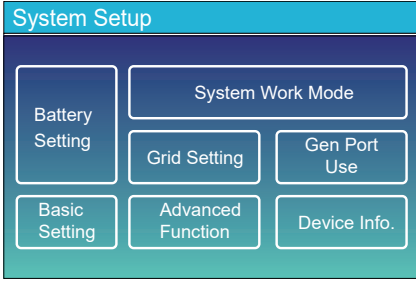 System Setup
Battery
Setting
System Work Mode
Grid Setting
Gen Port
Use
Basic
Setting
Advanced
Function
Device Info.